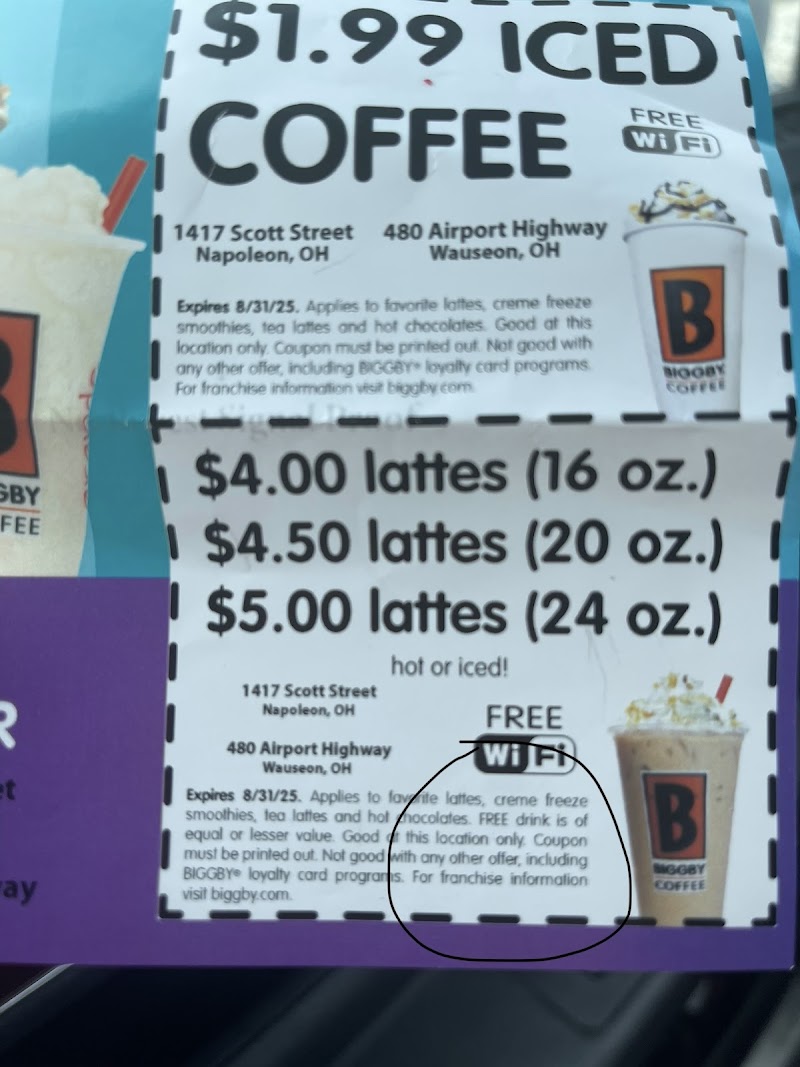 $1.99 ICED
COFFEE
FREE
WiFi
1417 Scott Street
Napoleon, OH
480 Airport Highway
Wauseon, OH
Expires 8/31/25. Applies to favorite lattes, creme freeze
smoothies, tea lattes and hot chocolates. Good at this
location only. Coupon must be printed out. Not good with
any other offer, including BIGGBY® loyalty card programs.
For franchise information visit biggby.com.
B
BIGGBY
COFFEE
GBY
FFEE
$4.00 lattes (16 oz.)
$4.50 lattes (20 oz.)
$5.00 lattes (24 oz.)
hot or iced!
1417 Scott Street
Napoleon, OH
480 Airport Highway
Wauseon, OH
FREE
WiFi
Expires 8/31/25. Applies to favorite lattes, creme freeze
smoothies, tea lattes and hot chocolates. FREE drink is of
equal or lesser value. Good at this location only. Coupon
must be printed out. Not good with any other offer, including
BIGGBY® loyalty card programs. For franchise information
visit biggby.com.
B
BIGGBY
COFFEE
R
et
ay